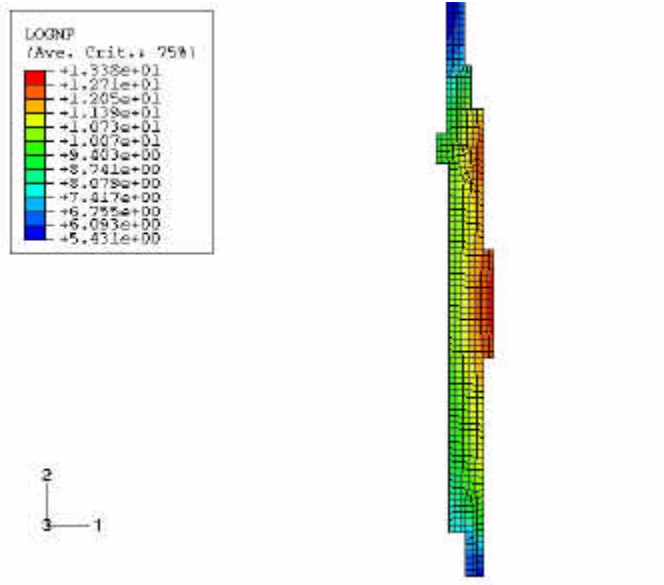 LOGNP
(Ave. Crit.: 75%)
+1.338e+01
+1.271e+01
+1.205e+01
+1.139e+01
+1.073e+01
+1.007e+01
+9.403e+00
+8.741e+00
+8.079e+00
+7.417e+00
+6.755e+00
+6.093e+00
+5.431e+00
2
3
1